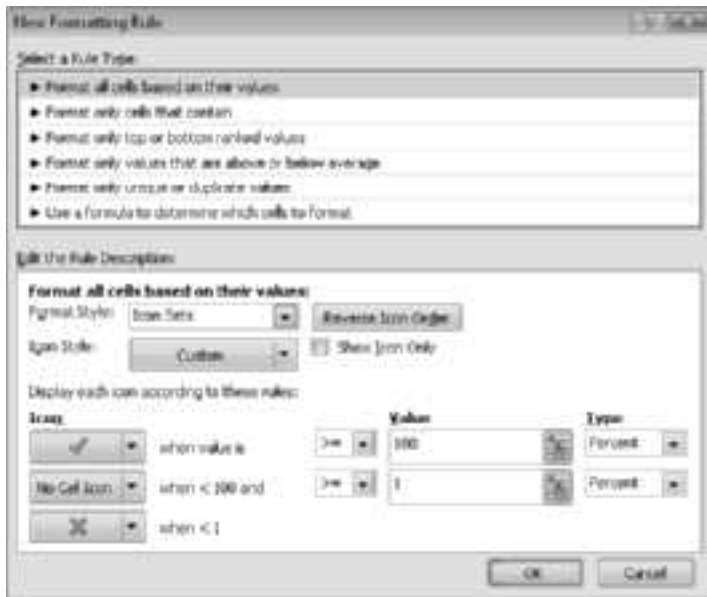 New Formatting Rule
Select a Rule Type:
► Format all cells based on their values
► Format only cells that contain
► Format only top or bottom ranked values
► Format only values that are above or below average
► Format only unique or duplicate values
► Use a formula to determine which cells to format
Edit the Rule Description:
Format all cells based on their values:
Format Style: Icon Sets Reverse Icon Order
Icon Style: Custom Show Icon Only
Display each icon according to these rules:
Icon Value Type
when value is >= 100 Percent
No Cell Icon when < 100 and >= 1 Percent
when < 1
OK Cancel